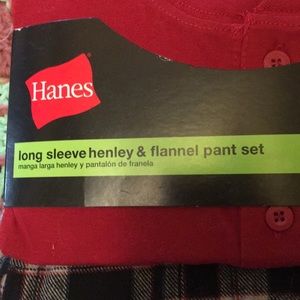 Hanes
long sleeve henley & flannel pant set
manga larga henley y pantalón de franela